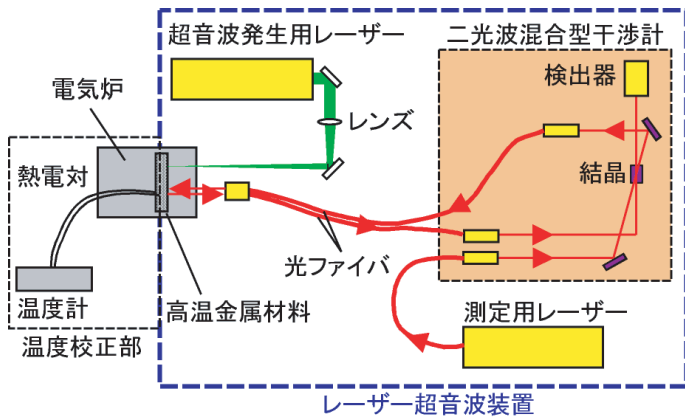 超音波発生用レーザー
二光波混合型干渉計
検出器
電気炉
レンズ
熱電対
結晶
光ファイバ
温度計
高温金属材料
測定用レーザー
温度校正部
レーザー超音波装置